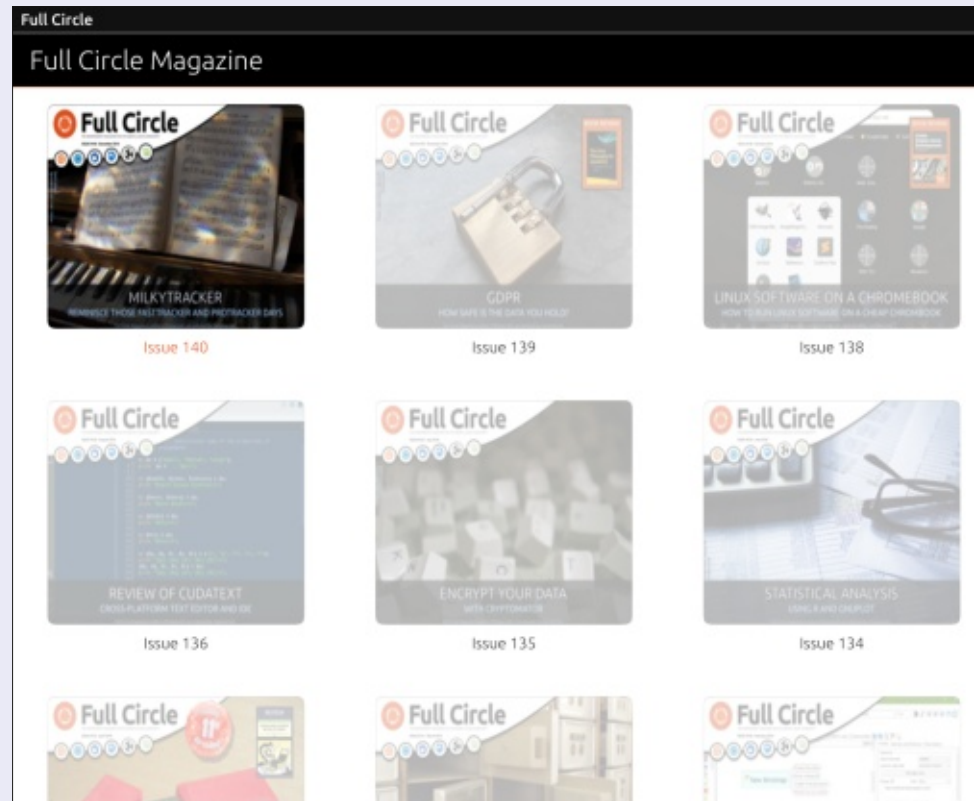 Full Circle
Full Circle Magazine
Full Circle
MILKYTRACKER
REMINISCE THOSE FASTTRACKER AND PROTRACKER DAYS
Issue 140
Full Circle
GDPR
HOW SAFE IS THE DATA YOU HOLD?
Issue 139
Full Circle
LINUX SOFTWARE ON A CHROMEBOOK
HOW TO RUN LINUX SOFTWARE ON A CHEAP CHROMEBOOK
Issue 138
Full Circle
REVIEW OF CUDATEXT
CROSS-PLATFORM TEXT EDITOR AND IDE
Issue 136
Full Circle
ENCRYPT YOUR DATA
WITH CRYPTOMATOR
Issue 135
Full Circle
STATISTICAL ANALYSIS
USING R AND GNUPLOT
Issue 134
Full Circle
Full Circle
Full Circle